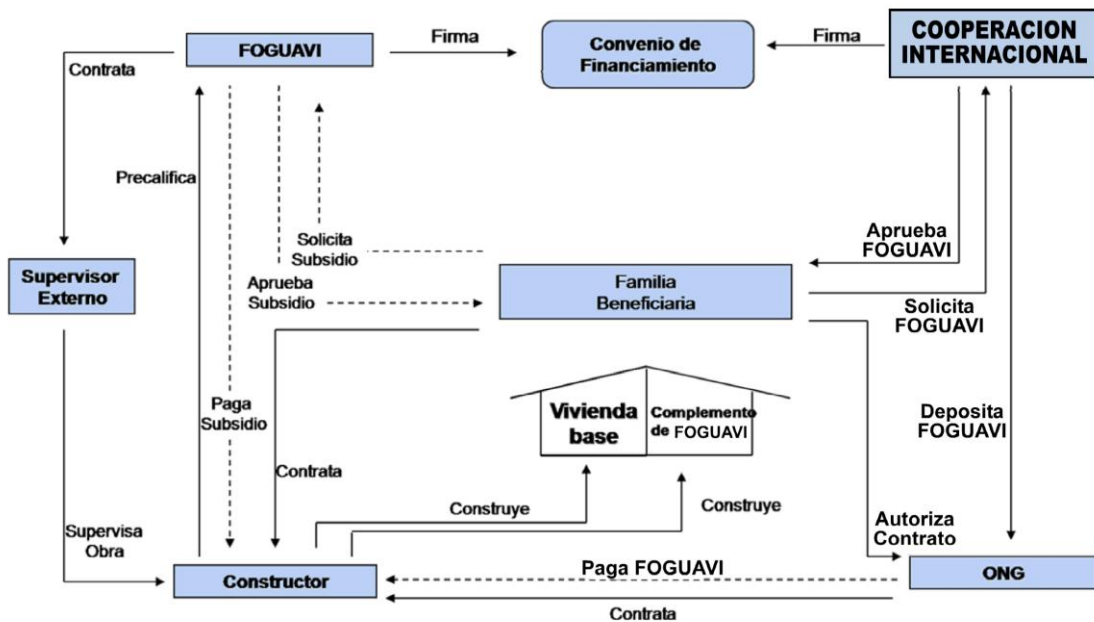 FOGUAVI
Firma
Convenio de
Financiamiento
Firma
COOPERACION
INTERNACIONAL
Contrata
Precalifica
Solicita
Subsidio
Aprueba
Subsidio
Aprueba
FOGUAVI
Supervisor
Externo
Familia
Beneficiaria
Solicita
FOGUAVI
Paga
Subsidio
Vivienda
base
Complemento
de FOGUAVI
Deposita
FOGUAVI
Contrata
Construye
Construye
Supervisa
Obra
Autoriza
Contrato
Constructor
Paga FOGUAVI
ONG
Contrata